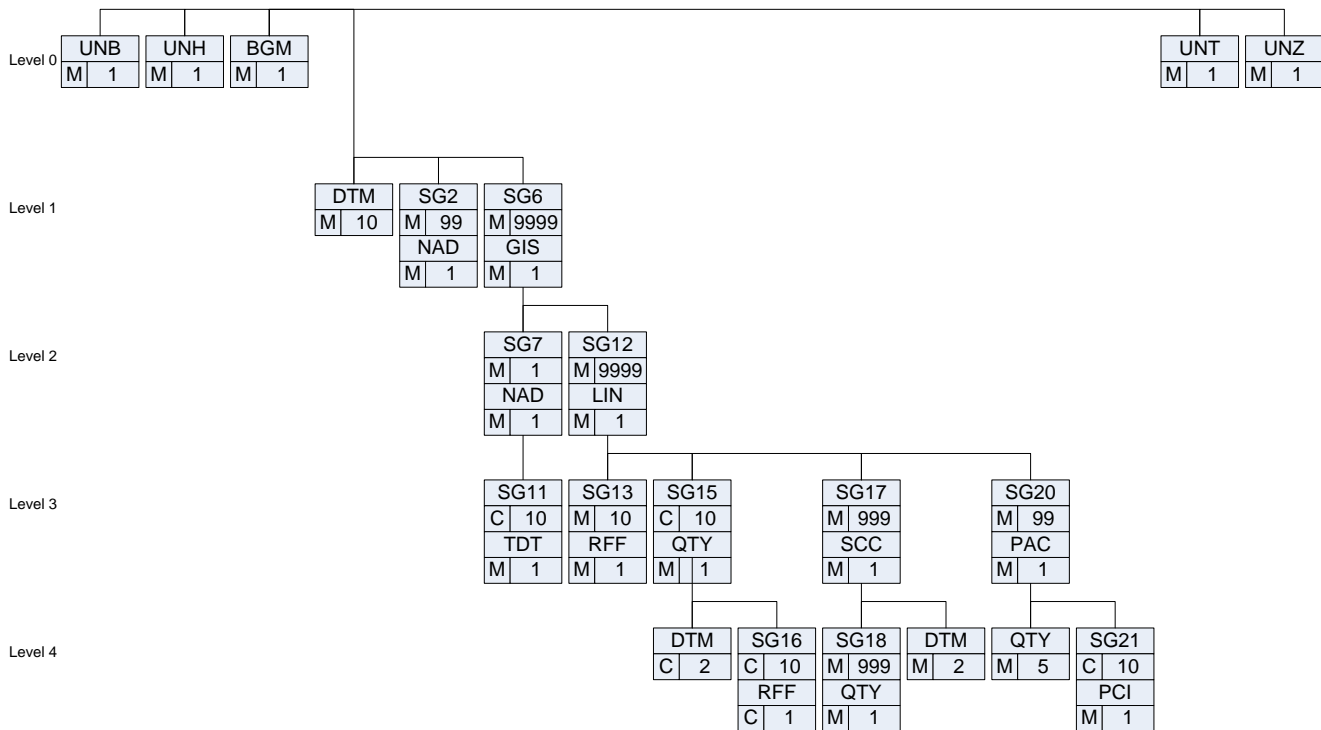 UNB UNH BGM UNT UNZ
Level 0
M 1 M 1 M 1 M 1 M 1
DTM SG2 SG6
Level 1
M 10 M 99 M 9999
NAD GIS
M 1 M 1
SG7 SG12
Level 2
M 1 M 9999
NAD LIN
M 1 M 1
SG11 SG13 SG15 SG17 SG20
Level 3
C 10 M 10 C 10 M 999 M 99
TDT RFF QTY SCC PAC
M 1 M 1 M 1 M 1 M 1
DTM SG16 SG18 DTM QTY SG21
Level 4
C 2 C 10 M 999 M 2 M 5 C 10
RFF QTY PCI
C 1 M 1 M 1